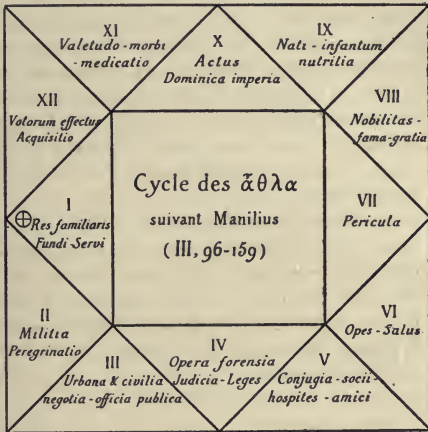 XI
Valetudo - morbi
- medicatio
X
Actus
Dominica imperia
IX
Nati - infantum
nutritia
XII
Votorum effectus
Acquisitio
VIII
Nobilitas -
fama - gratia
Cycle des ἄθλα
suivant Manilius
(III, 96-159)
I
⊕Res familiaris
Fundi - Servi
VII
Pericula
II
Militia
Peregrinatio
VI
Opes - Salus
III
Urbana & civilia
negotia - officia publica
IV
Opera forensia
Judicia - Leges
V
Conjugia - socii -
hospites - amici